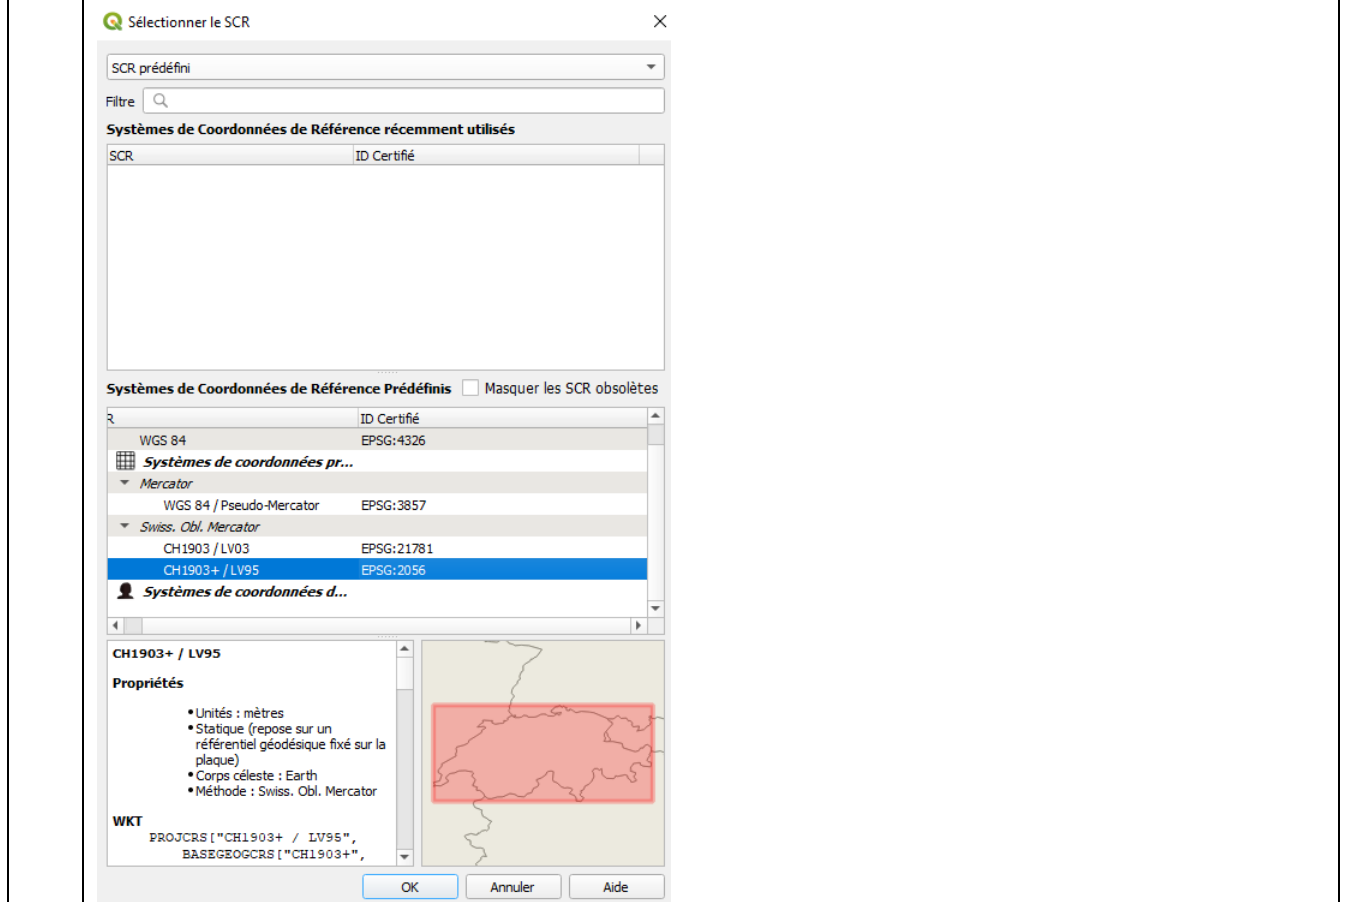 Sélectionner le SCR
SCR prédéfini
Filtre
Systèmes de Coordonnées de Référence récemment utilisés
SCR ID Certifié
Systèmes de Coordonnées de Référence Prédéfinis Masquer les SCR obsolètes
R ID Certifié
WGS 84 EPSG:4326
Systèmes de coordonnées pr...
Mercator
WGS 84 / Pseudo-Mercator EPSG:3857
Swiss. Obl. Mercator
CH1903 / LV03 EPSG:21781
CH1903+ / LV95 EPSG:2056
Systèmes de coordonnées d...
CH1903+ / LV95
Propriétés
• Unités : mètres
• Statique (repose sur un
référentiel géodésique fixé sur la
plaque)
• Corps céleste : Earth
• Méthode : Swiss. Obl. Mercator
WKT
PROJCRS["CH1903+ / LV95",
BASEGEOGCRS["CH1903+",
OK Annuler Aide